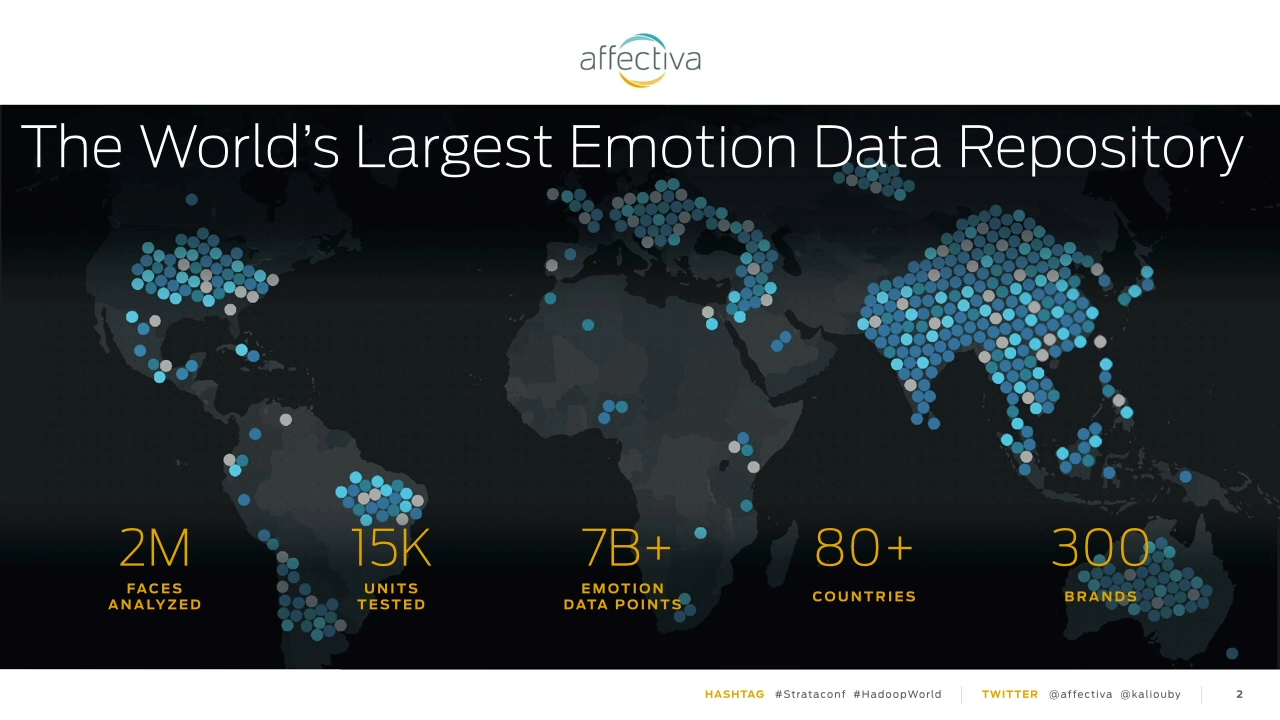 affectiva
The World's Largest Emotion Data Repository
2M
FACES
ANALYZED
15K
UNITS
TESTED
7B+
EMOTION
DATA POINTS
80+
COUNTRIES
300
BRANDS
HASHTAG #Strataconf #HadoopWorld TWITTER @affectiva @kaliouby 2